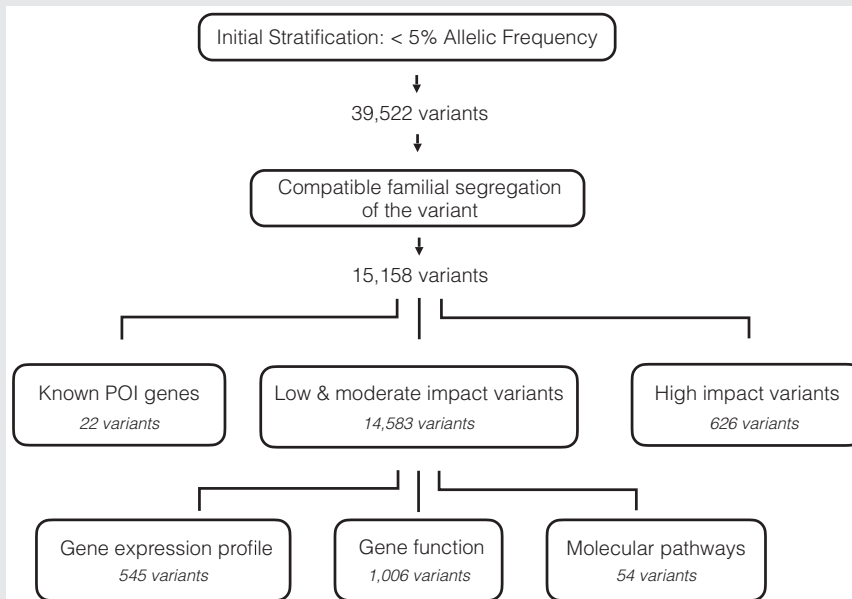 Initial Stratification: < 5% Allelic Frequency
39,522 variants
Compatible familial segregation
of the variant
15,158 variants
Known POI genes
22 variants
Low & moderate impact variants
14,583 variants
High impact variants
626 variants
Gene expression profile
545 variants
Gene function
1,006 variants
Molecular pathways
54 variants